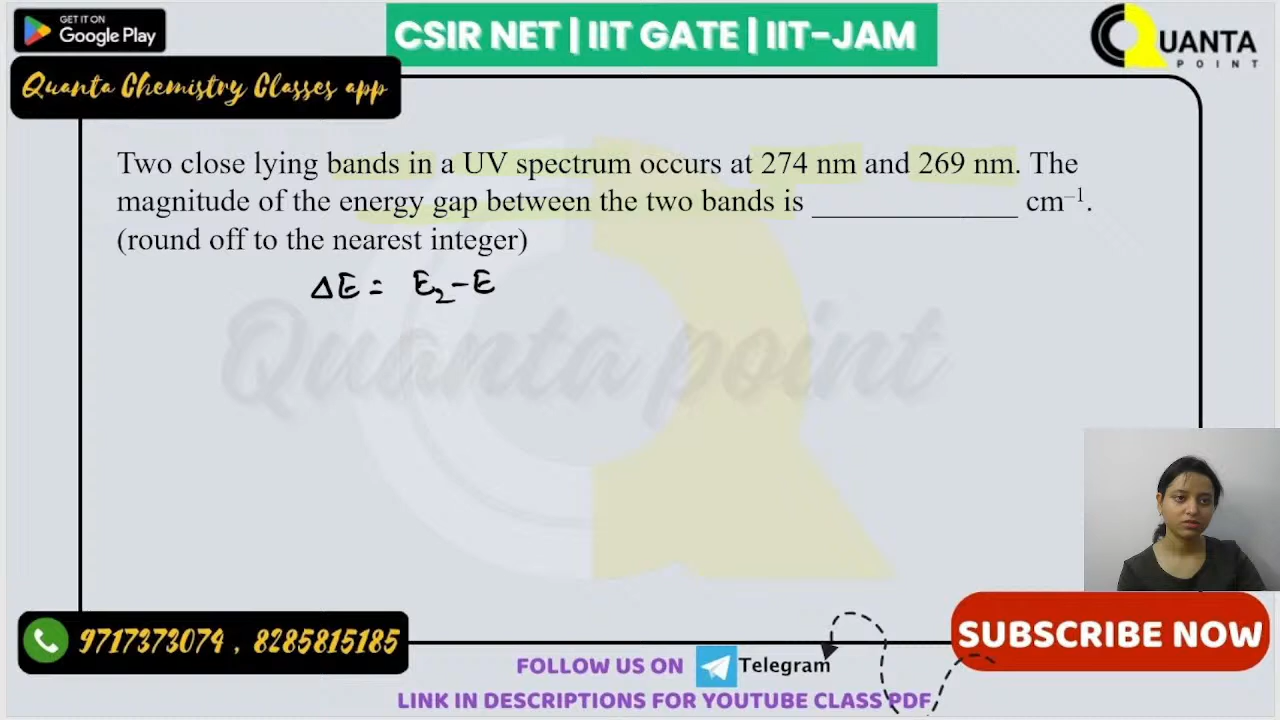 GET IT ON
Google Play
CSIR NET | IIT GATE | IIT-JAM
QUANTA
POINT
Quanta Chemistry Classes app
Two close lying bands in a UV spectrum occurs at 274 nm and 269 nm. The
magnitude of the energy gap between the two bands is ______________ cm⁻¹.
(round off to the nearest integer)
ΔE = E₂ - E
Quanta point
9717373074 , 8285815185
SUBSCRIBE NOW
FOLLOW US ON Telegram
LINK IN DESCRIPTIONS FOR YOUTUBE CLASS PDF